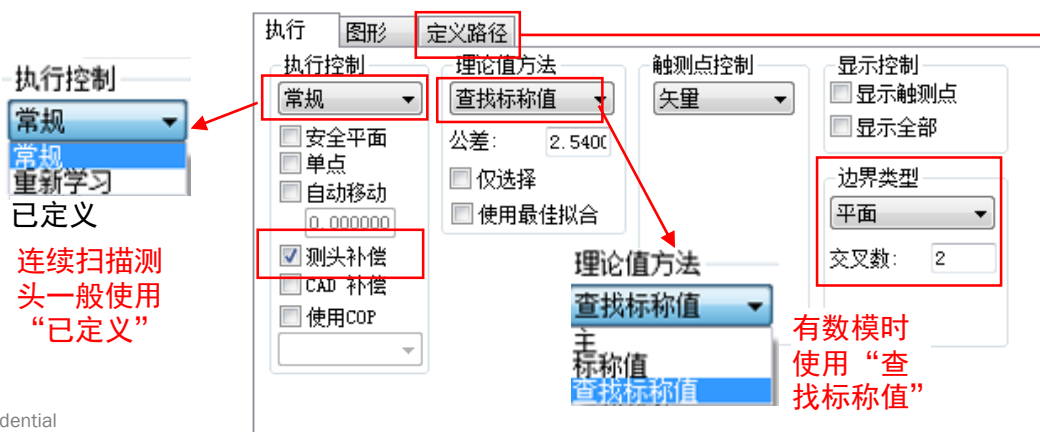 执行
图形
定义路径
执行控制
常规
常规
重新学习
已定义
连续扫描测
头一般使用
“已定义”
执行控制
常规
安全平面
单点
自动移动
0.000000
测头补偿
CAD 补偿
使用COP
理论值方法
查找标称值
公差: 2.5400
仅选择
使用最佳拟合
触测点控制
矢里
显示控制
显示触测点
显示全部
边界类型
平面
交叉数: 2
理论值方法
查找标称值
主
标称值
查找标称值
有数模时
使用“查
找标称值”
dential